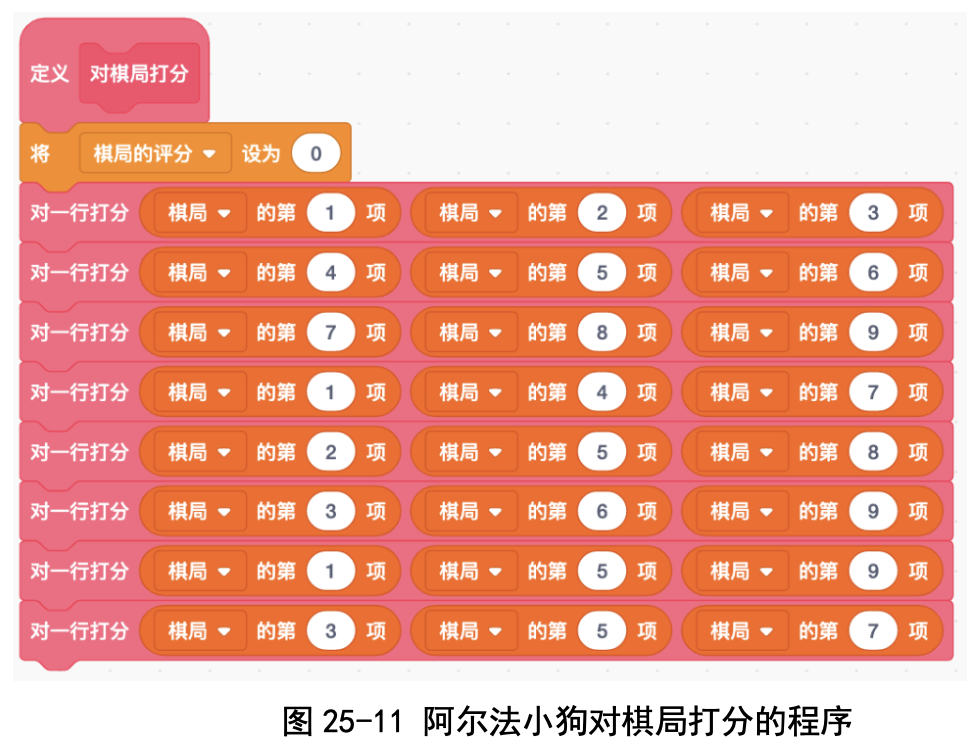 定义 对棋局打分
将 棋局的评分 设为 0
对一行打分 棋局 的第 1 项 棋局 的第 2 项 棋局 的第 3 项
对一行打分 棋局 的第 4 项 棋局 的第 5 项 棋局 的第 6 项
对一行打分 棋局 的第 7 项 棋局 的第 8 项 棋局 的第 9 项
对一行打分 棋局 的第 1 项 棋局 的第 4 项 棋局 的第 7 项
对一行打分 棋局 的第 2 项 棋局 的第 5 项 棋局 的第 8 项
对一行打分 棋局 的第 3 项 棋局 的第 6 项 棋局 的第 9 项
对一行打分 棋局 的第 1 项 棋局 的第 5 项 棋局 的第 9 项
对一行打分 棋局 的第 3 项 棋局 的第 5 项 棋局 的第 7 项
图 25-11 阿尔法小狗对棋局打分的程序